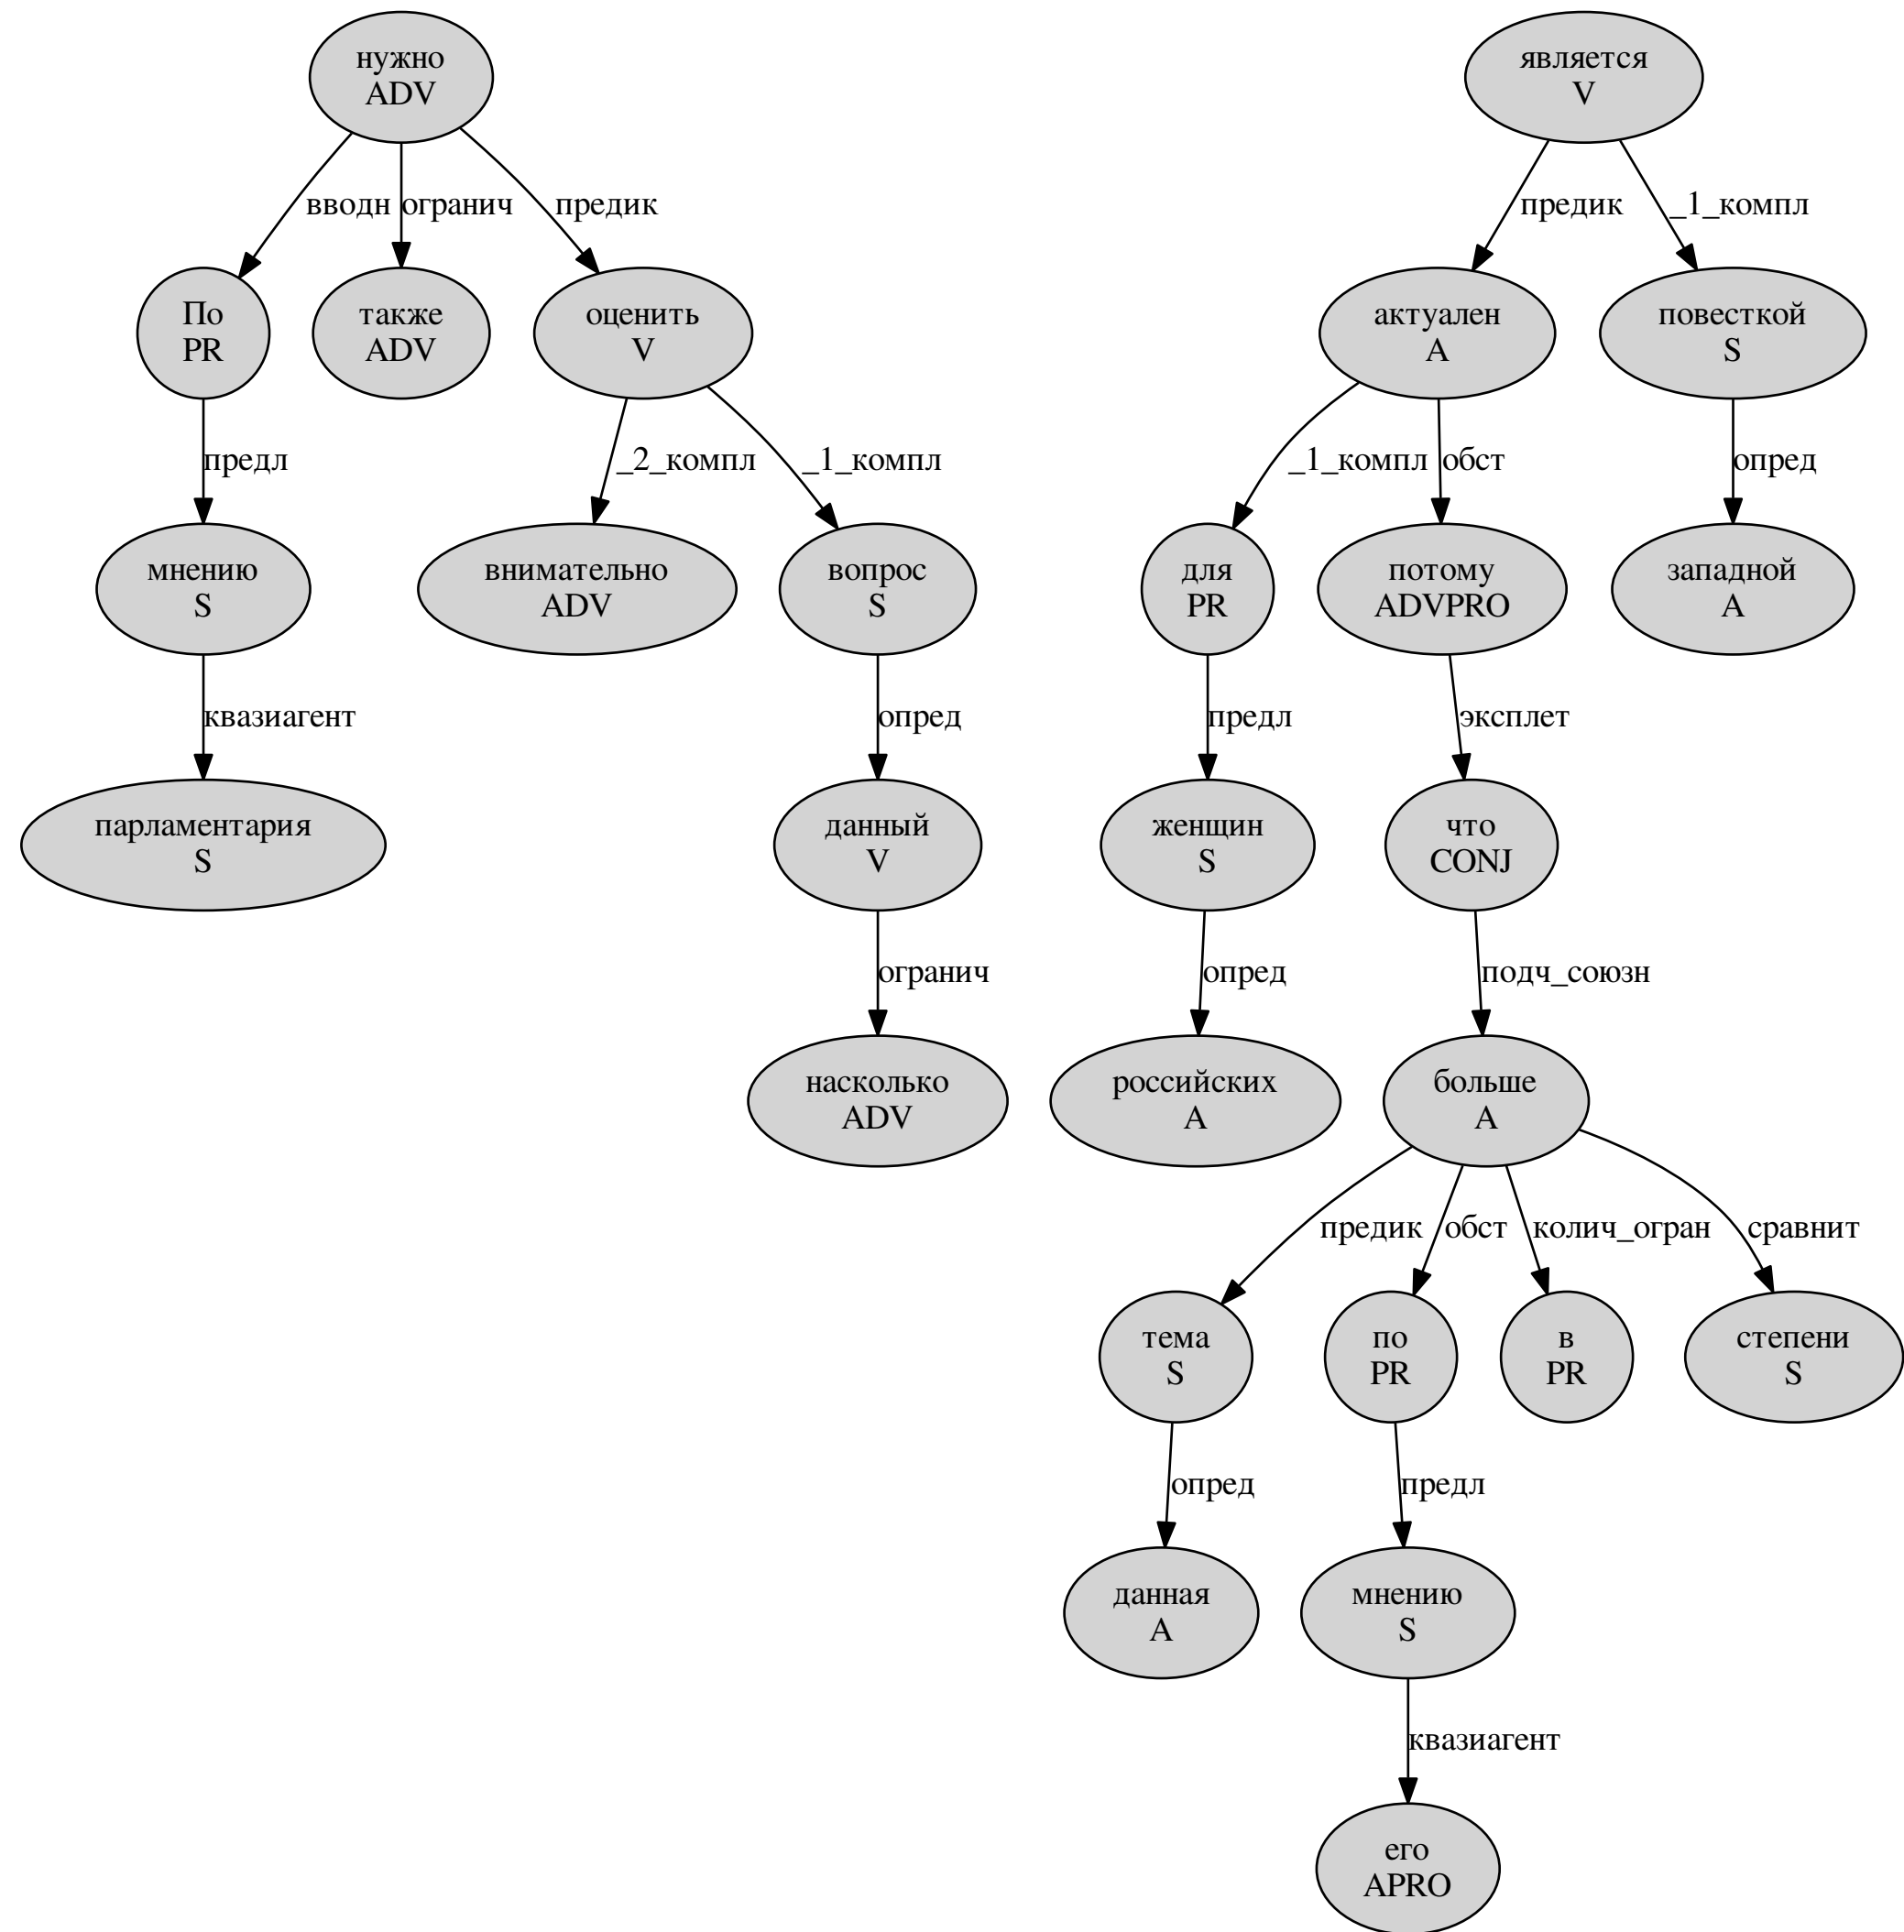 нужно
ADV
является
V
вводн
огранич
предик
предик
_1_компл
По
PR
также
ADV
оценить
V
актуален
A
повесткой
S
предл
_2_компл
_1_компл
_1_компл
обст
опред
мнению
S
внимательно
ADV
вопрос
S
для
PR
потому
ADVPRO
западной
A
квазиагент
опред
предл
эксплет
парламентария
S
данный
V
женщин
S
что
CONJ
огранич
опред
подч_союзн
насколько
ADV
российских
A
больше
A
предик
обст
колич_огран
сравнит
тема
S
по
PR
в
PR
степени
S
опред
предл
данная
A
мнению
S
квазиагент
его
APRO